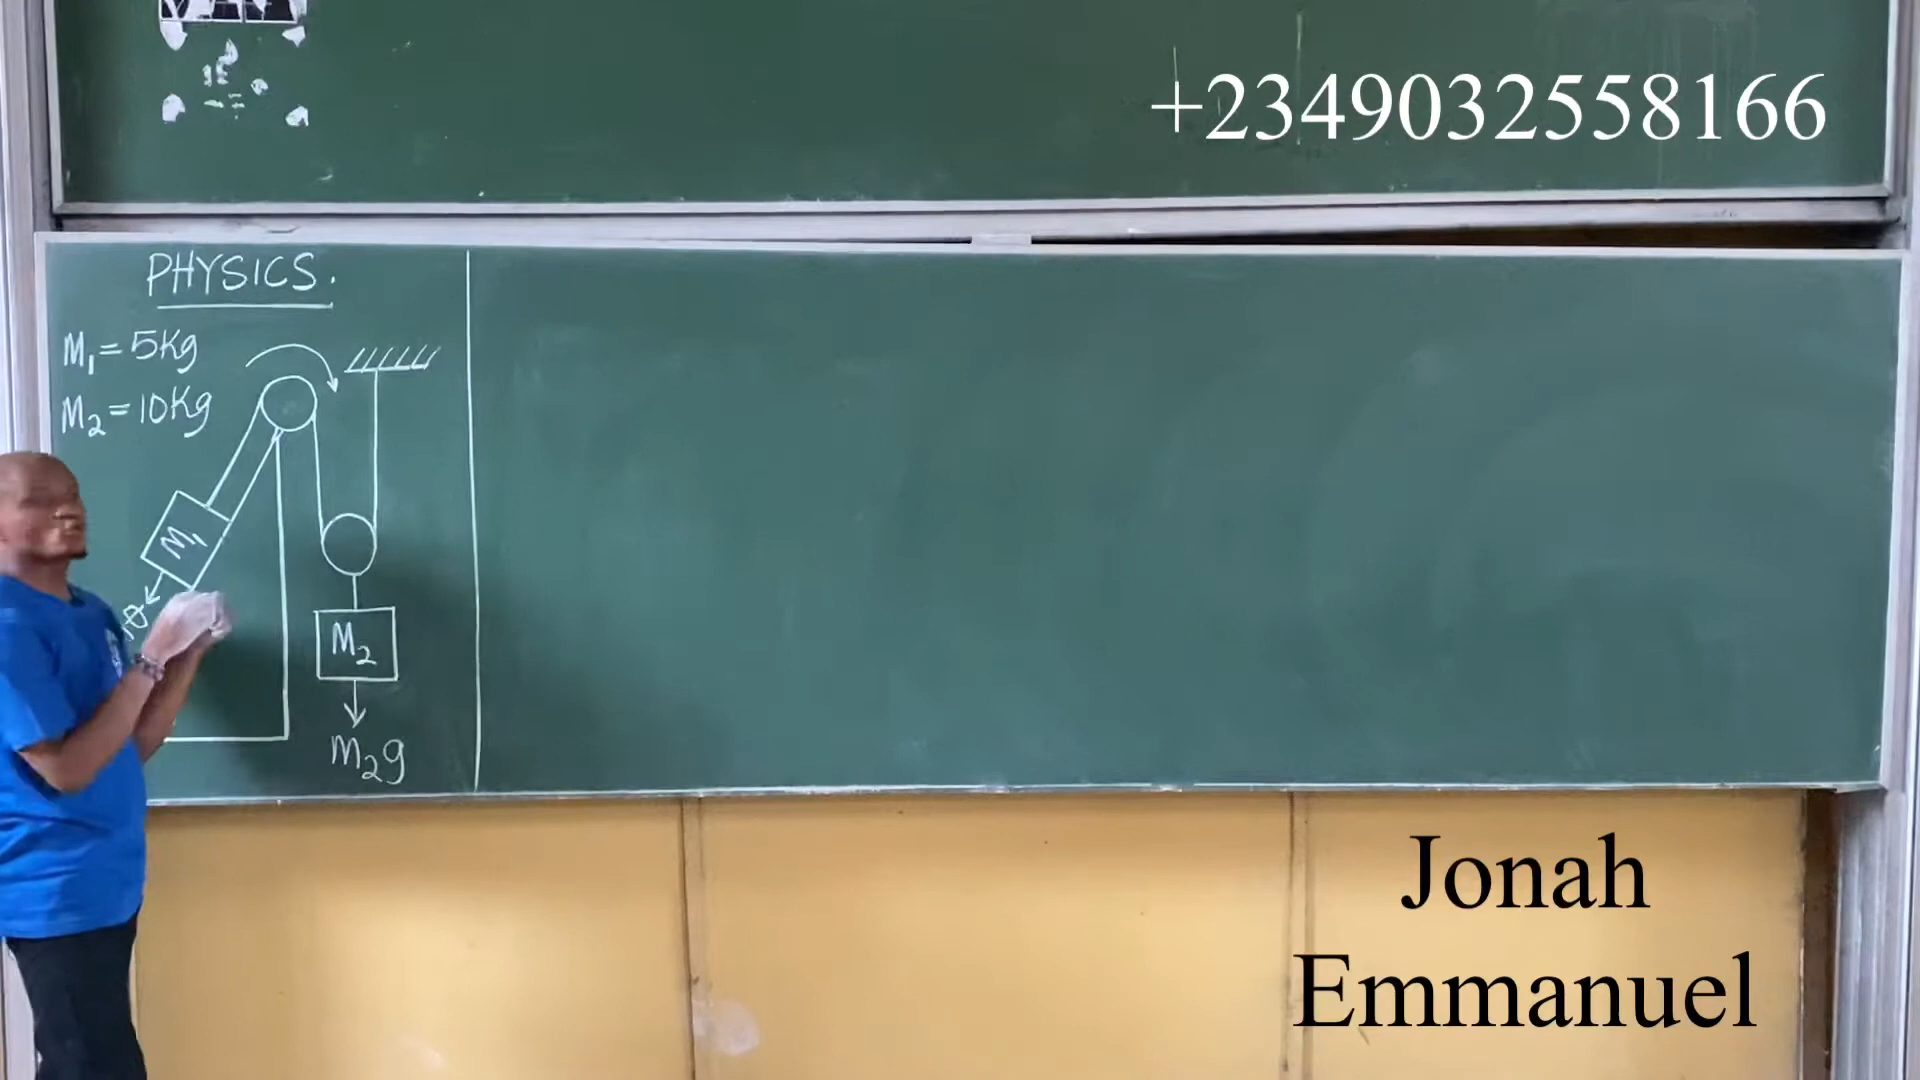 +2349032558166
PHYSICS.
M₁ = 5Kg
M₂ = 10Kg
M₁
θ
M₂
m₂g
Jonah
Emmanuel